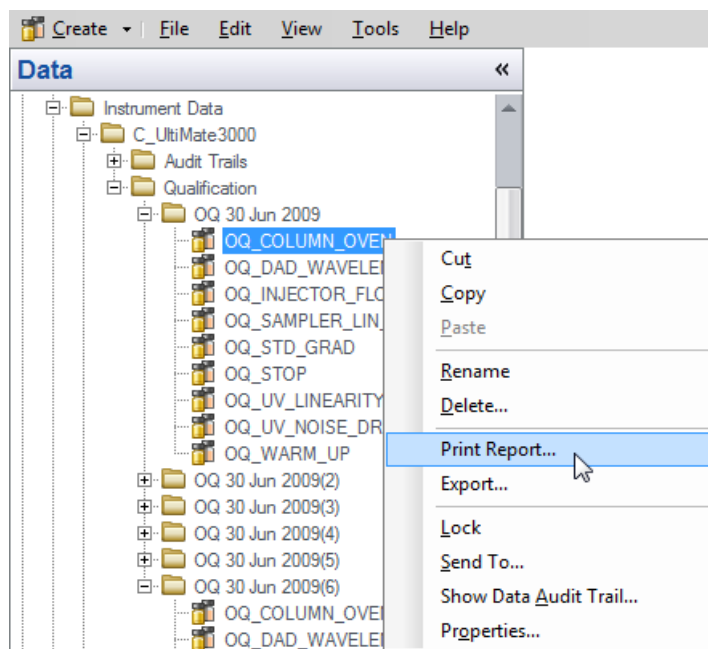 Create File Edit View Tools Help
Data «
Instrument Data
C_UltiMate3000
Audit Trails
Qualification
OQ 30 Jun 2009
OQ_COLUMN_OVEN
OQ_DAD_WAVELE
OQ_INJECTOR_FLO
OQ_SAMPLER_LIN_
OQ_STD_GRAD
OQ_STOP
OQ_UV_LINEARITY
OQ_UV_NOISE_DR
OQ_WARM_UP
OQ 30 Jun 2009(2)
OQ 30 Jun 2009(3)
OQ 30 Jun 2009(4)
OQ 30 Jun 2009(5)
OQ 30 Jun 2009(6)
OQ_COLUMN_OVE
OQ_DAD_WAVELE
Cut
Copy
Paste
Rename
Delete...
Print Report...
Export...
Lock
Send To...
Show Data Audit Trail...
Properties...